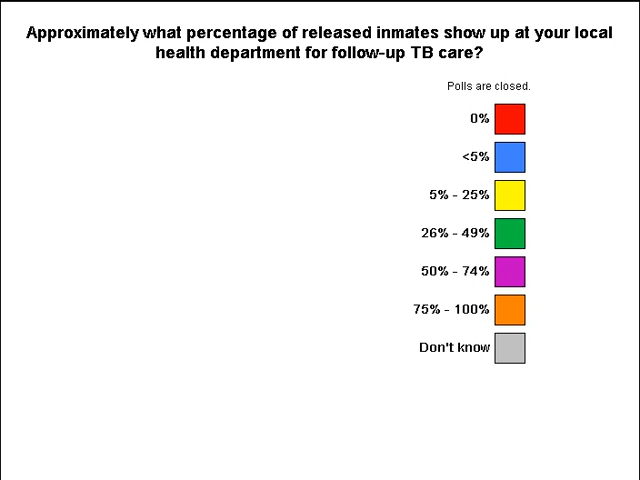 Approximately what percentage of released inmates show up at your local
health department for follow-up TB care?
Polls are closed.
0%
<5%
5% - 25%
26% - 49%
50% - 74%
75% - 100%
Don't know